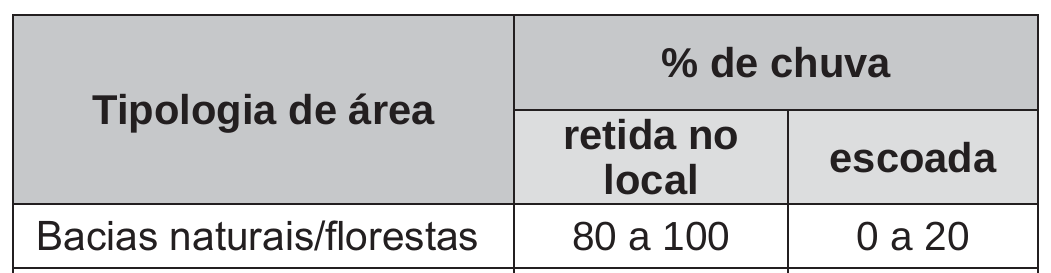 Tipologia de área
% de chuva
retida no
local
escoada
Bacias naturais/florestas
80 a 100
0 a 20